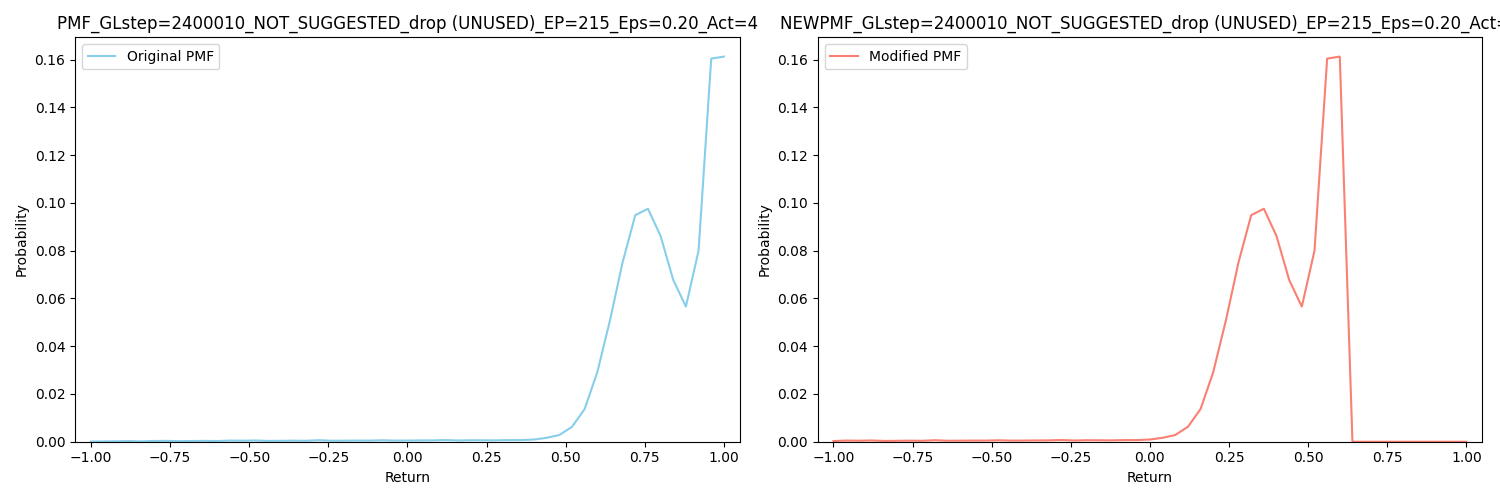 PMF_GLstep=2400010_NOT_SUGGESTED_drop (UNUSED)_EP=215_Eps=0.20_Act=4
Original PMF
0.16
0.14
0.12
0.10
0.08
0.06
0.04
0.02
0.00
Probability
−1.00 −0.75 −0.50 −0.25 0.00 0.25 0.50 0.75 1.00
Return
NEWPMF_GLstep=2400010_NOT_SUGGESTED_drop (UNUSED)_EP=215_Eps=0.20_Act=
Modified PMF
0.16
0.14
0.12
0.10
0.08
0.06
0.04
0.02
0.00
Probability
−1.00 −0.75 −0.50 −0.25 0.00 0.25 0.50 0.75 1.00
Return